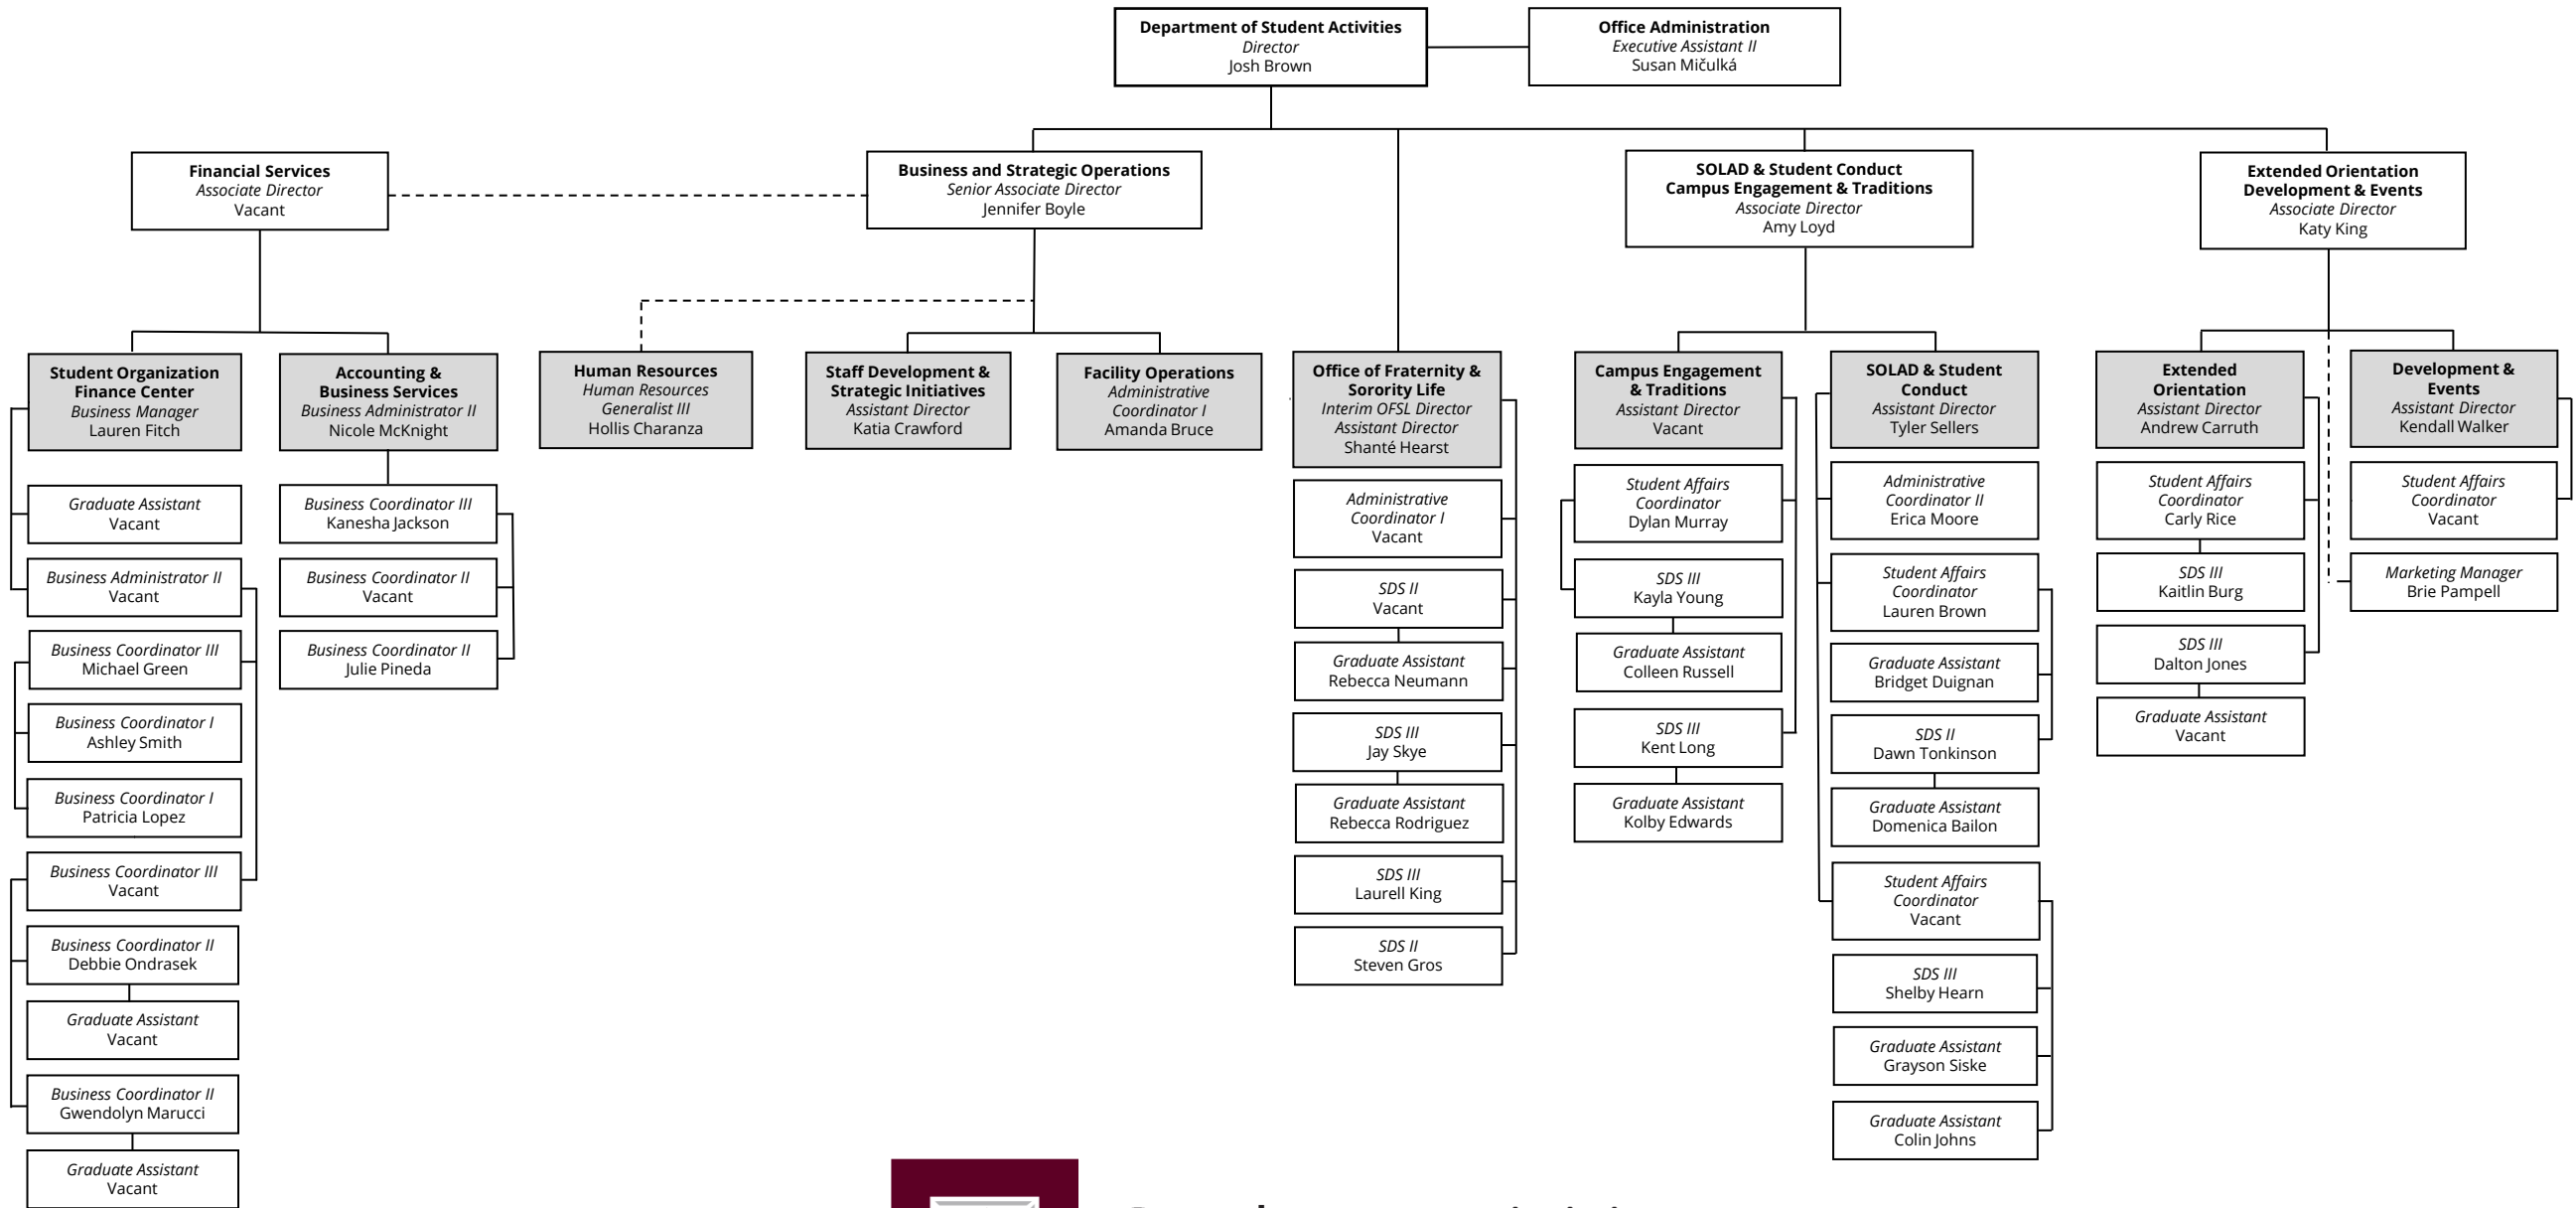 Department of Student Activities
Director
Josh Brown
Office Administration
Executive Assistant II
Susan Mičulká
Financial Services
Associate Director
Vacant
Business and Strategic Operations
Senior Associate Director
Jennifer Boyle
SOLAD & Student Conduct
Campus Engagement & Traditions
Associate Director
Amy Loyd
Extended Orientation
Development & Events
Associate Director
Katy King
Student Organization
Finance Center
Business Manager
Lauren Fitch
Graduate Assistant
Vacant
Business Administrator II
Vacant
Business Coordinator III
Michael Green
Business Coordinator I
Ashley Smith
Business Coordinator I
Patricia Lopez
Business Coordinator III
Vacant
Business Coordinator II
Debbie Ondrasek
Graduate Assistant
Vacant
Business Coordinator II
Gwendolyn Marucci
Graduate Assistant
Vacant
Accounting &
Business Services
Business Administrator II
Nicole McKnight
Business Coordinator III
Kanesha Jackson
Business Coordinator II
Vacant
Business Coordinator II
Julie Pineda
Human Resources
Human Resources
Generalist III
Hollis Charanza
Staff Development &
Strategic Initiatives
Assistant Director
Katia Crawford
Facility Operations
Administrative
Coordinator I
Amanda Bruce
Office of Fraternity &
Sorority Life
Interim OFSL Director
Assistant Director
Shanté Hearst
Administrative
Coordinator I
Vacant
SDS II
Vacant
Graduate Assistant
Rebecca Neumann
SDS III
Jay Skye
Graduate Assistant
Rebecca Rodriguez
SDS III
Laurell King
SDS II
Steven Gros
Campus Engagement
& Traditions
Assistant Director
Vacant
Student Affairs
Coordinator
Dylan Murray
SDS III
Kayla Young
Graduate Assistant
Colleen Russell
SDS III
Kent Long
Graduate Assistant
Kolby Edwards
SOLAD & Student
Conduct
Assistant Director
Tyler Sellers
Administrative
Coordinator II
Erica Moore
Student Affairs
Coordinator
Lauren Brown
Graduate Assistant
Bridget Duignan
SDS II
Dawn Tonkinson
Graduate Assistant
Domenica Bailon
Student Affairs
Coordinator
Vacant
SDS III
Shelby Hearn
Graduate Assistant
Grayson Siske
Graduate Assistant
Colin Johns
Extended
Orientation
Assistant Director
Andrew Carruth
Student Affairs
Coordinator
Carly Rice
SDS III
Kaitlin Burg
SDS III
Dalton Jones
Graduate Assistant
Vacant
Development &
Events
Assistant Director
Kendall Walker
Student Affairs
Coordinator
Vacant
Marketing Manager
Brie Pampell